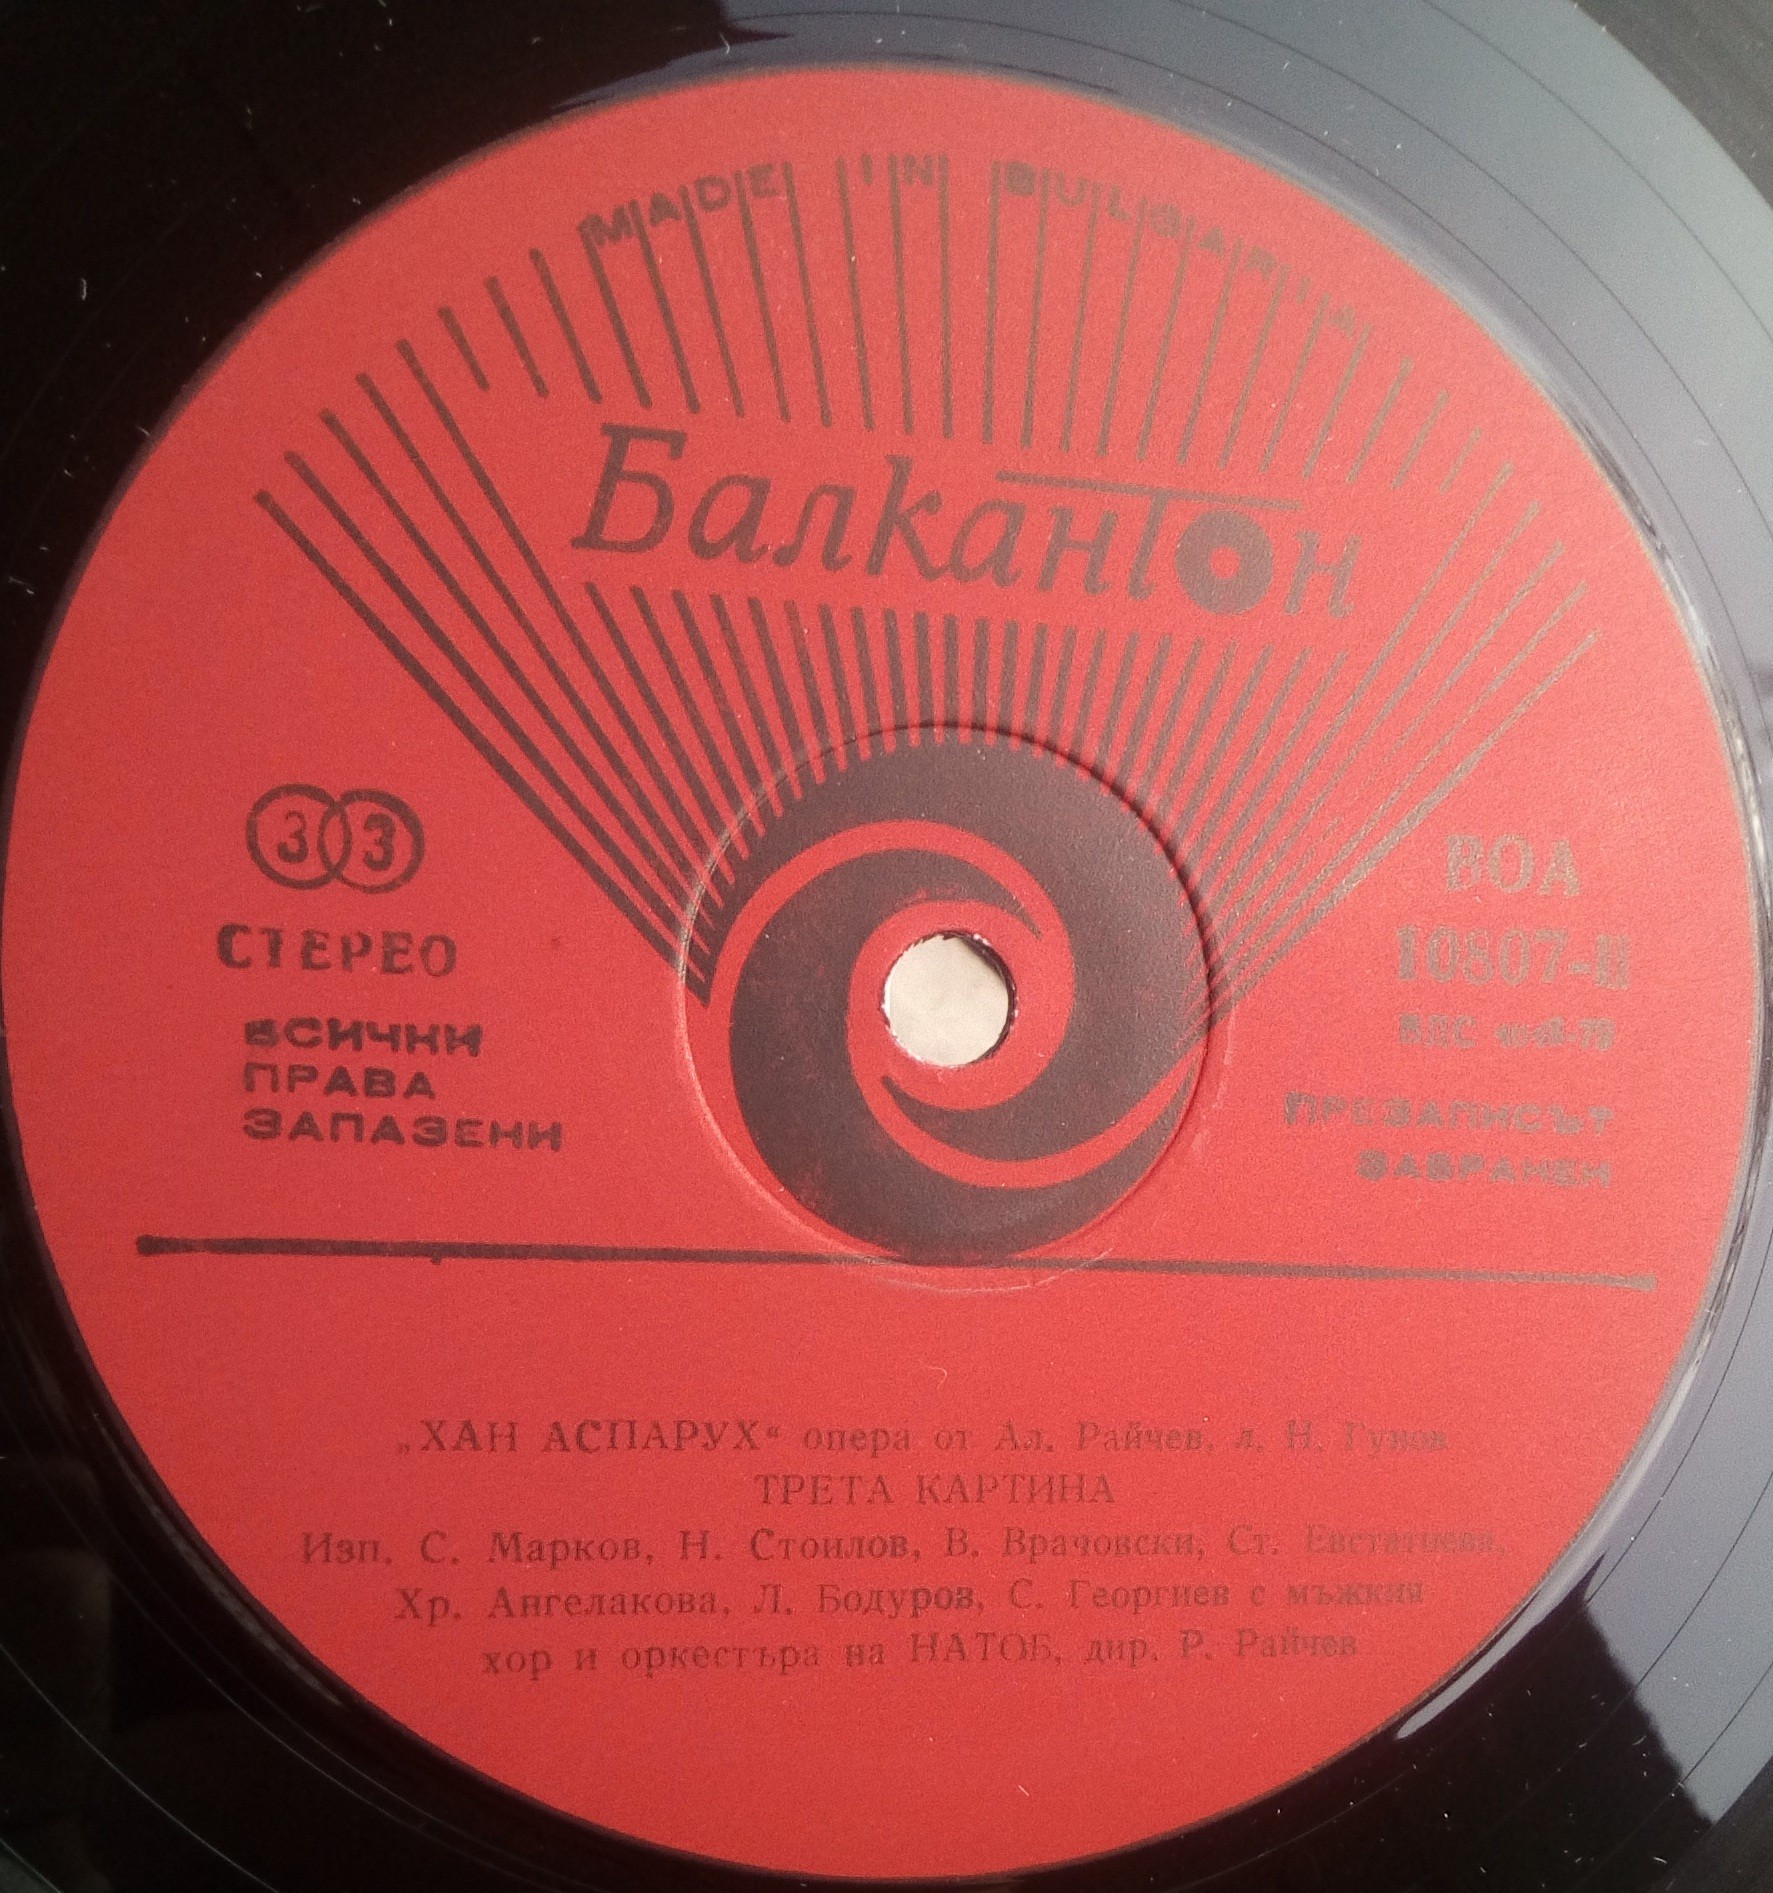 MADE IN BULGARIA
Балкантон
33
СТЕРЕО
ВСИЧКИ
ПРАВА
ЗАПАЗЕНИ
ВОА
10807-II
ПРЕЗАПИСЪТ
ЗАБРАНЕН
„ХАН АСПАРУХ“ опера от Ал. Райчев, л. Н. Гунов
ТРЕТА КАРТИНА
Изп. С. Марков, Н. Стоилов, В. Врачовски, Ст. Евстатиева,
Хр. Ангелакова, Л. Бодуров, С. Георгиев с мъжкия
хор и оркестъра на НАТОБ, дир. Р. Райчев